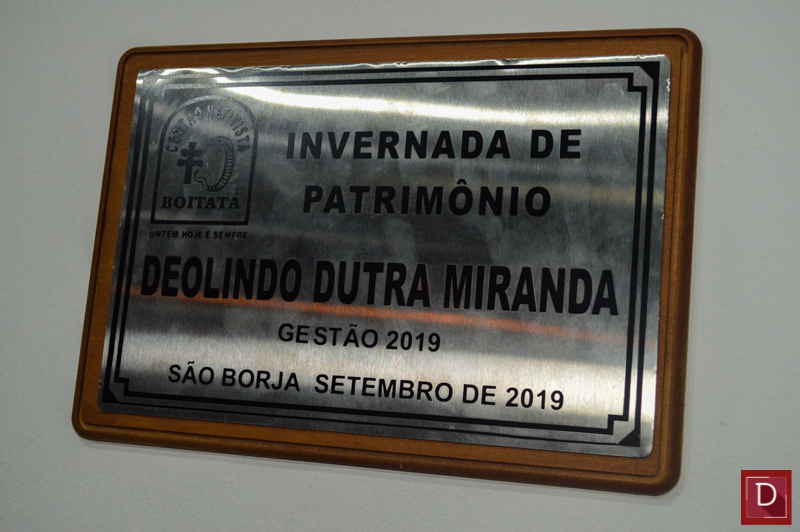 CENTRO NATIVISTA
BOITATÁ
ONTEM HOJE E SEMPRE
INVERNADA DE
PATRIMÔNIO
DEOLINDO DUTRA MIRANDA
GESTÃO 2019
SÃO BORJA SETEMBRO DE 2019
D